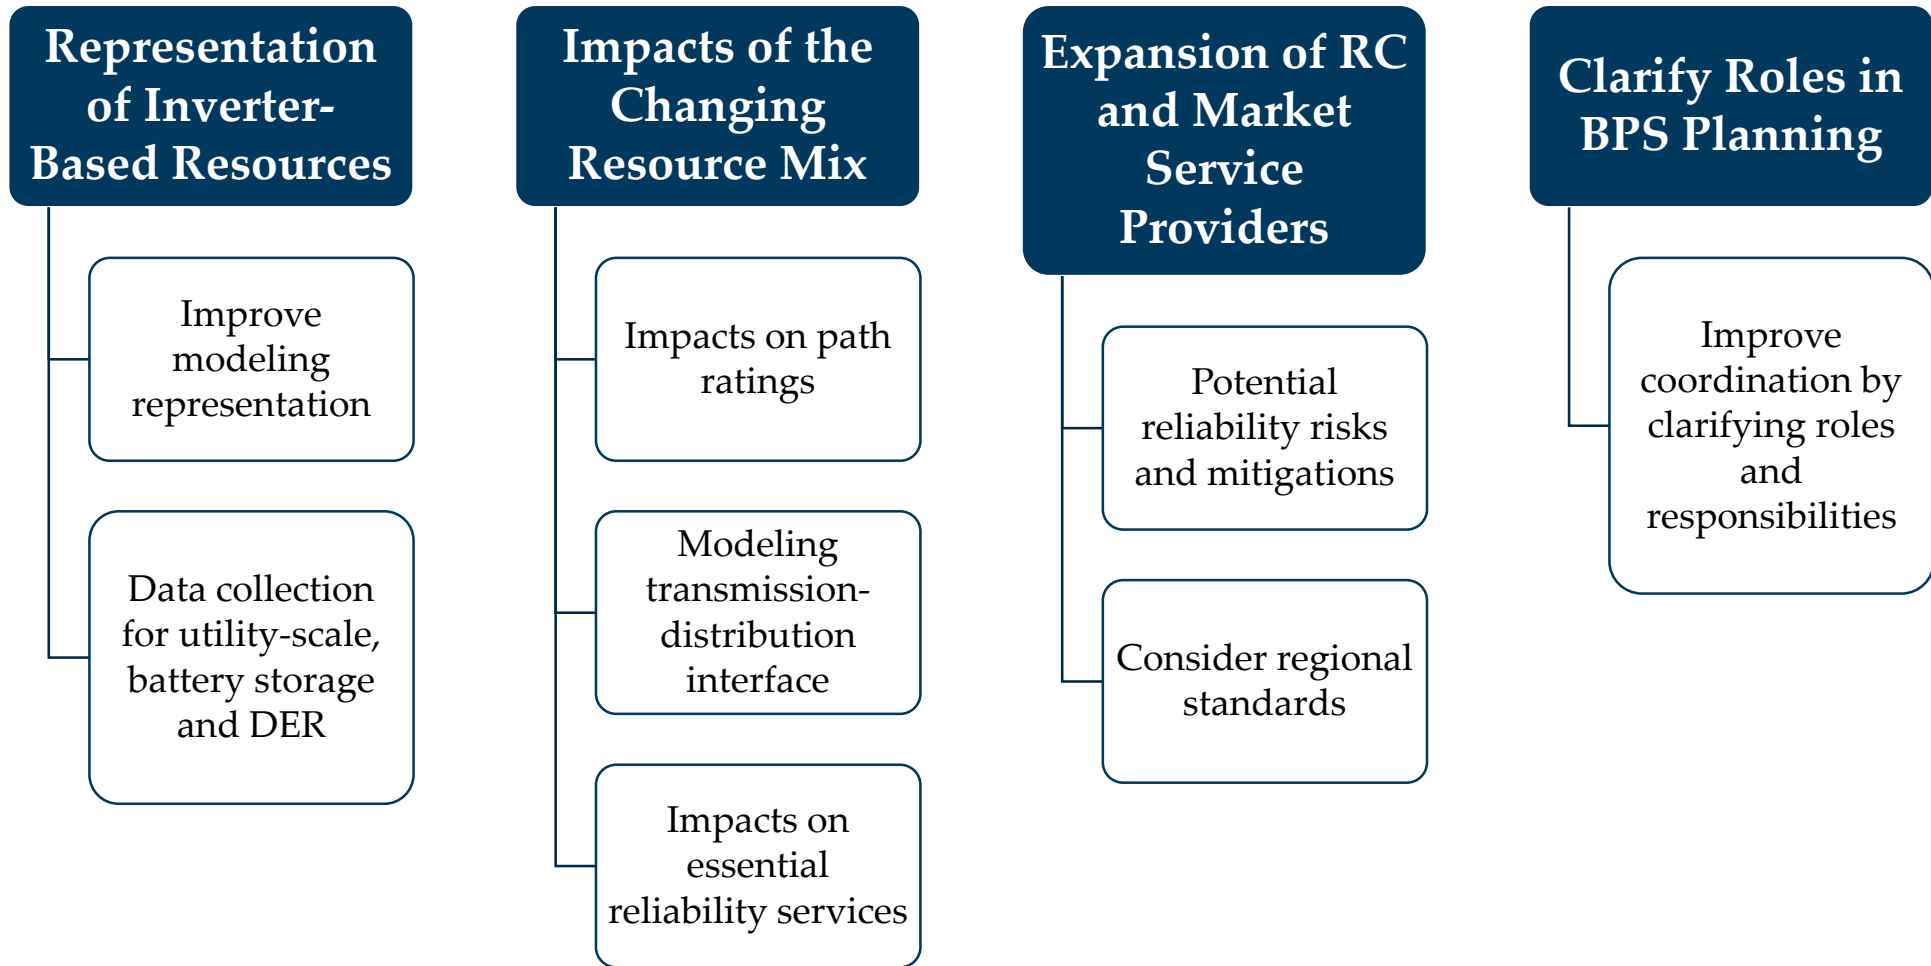 Representation
of Inverter-
Based Resources
Improve
modeling
representation
Data collection
for utility-scale,
battery storage
and DER
Impacts of the
Changing
Resource Mix
Impacts on path
ratings
Modeling
transmission-
distribution
interface
Impacts on
essential
reliability services
Expansion of RC
and Market
Service
Providers
Potential
reliability risks
and mitigations
Consider regional
standards
Clarify Roles in
BPS Planning
Improve
coordination by
clarifying roles
and
responsibilities